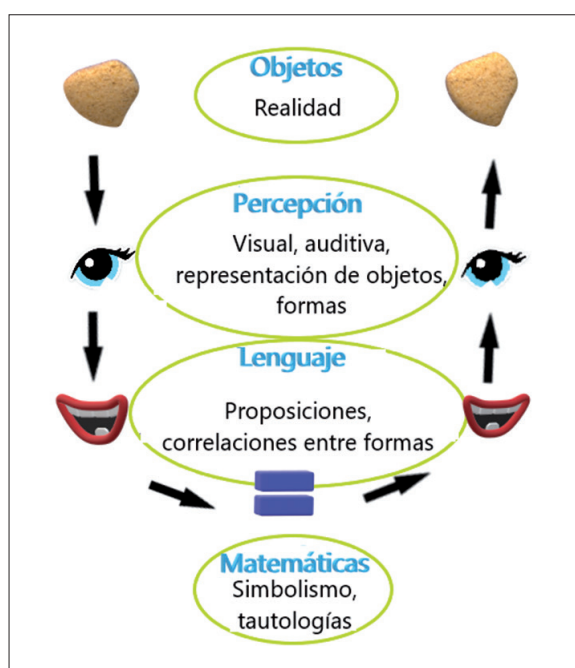 Objetos
Realidad
Percepción
Visual, auditiva,
representación de objetos,
formas
Lenguaje
Proposiciones,
correlaciones entre formas
Matemáticas
Simbolismo,
tautologías